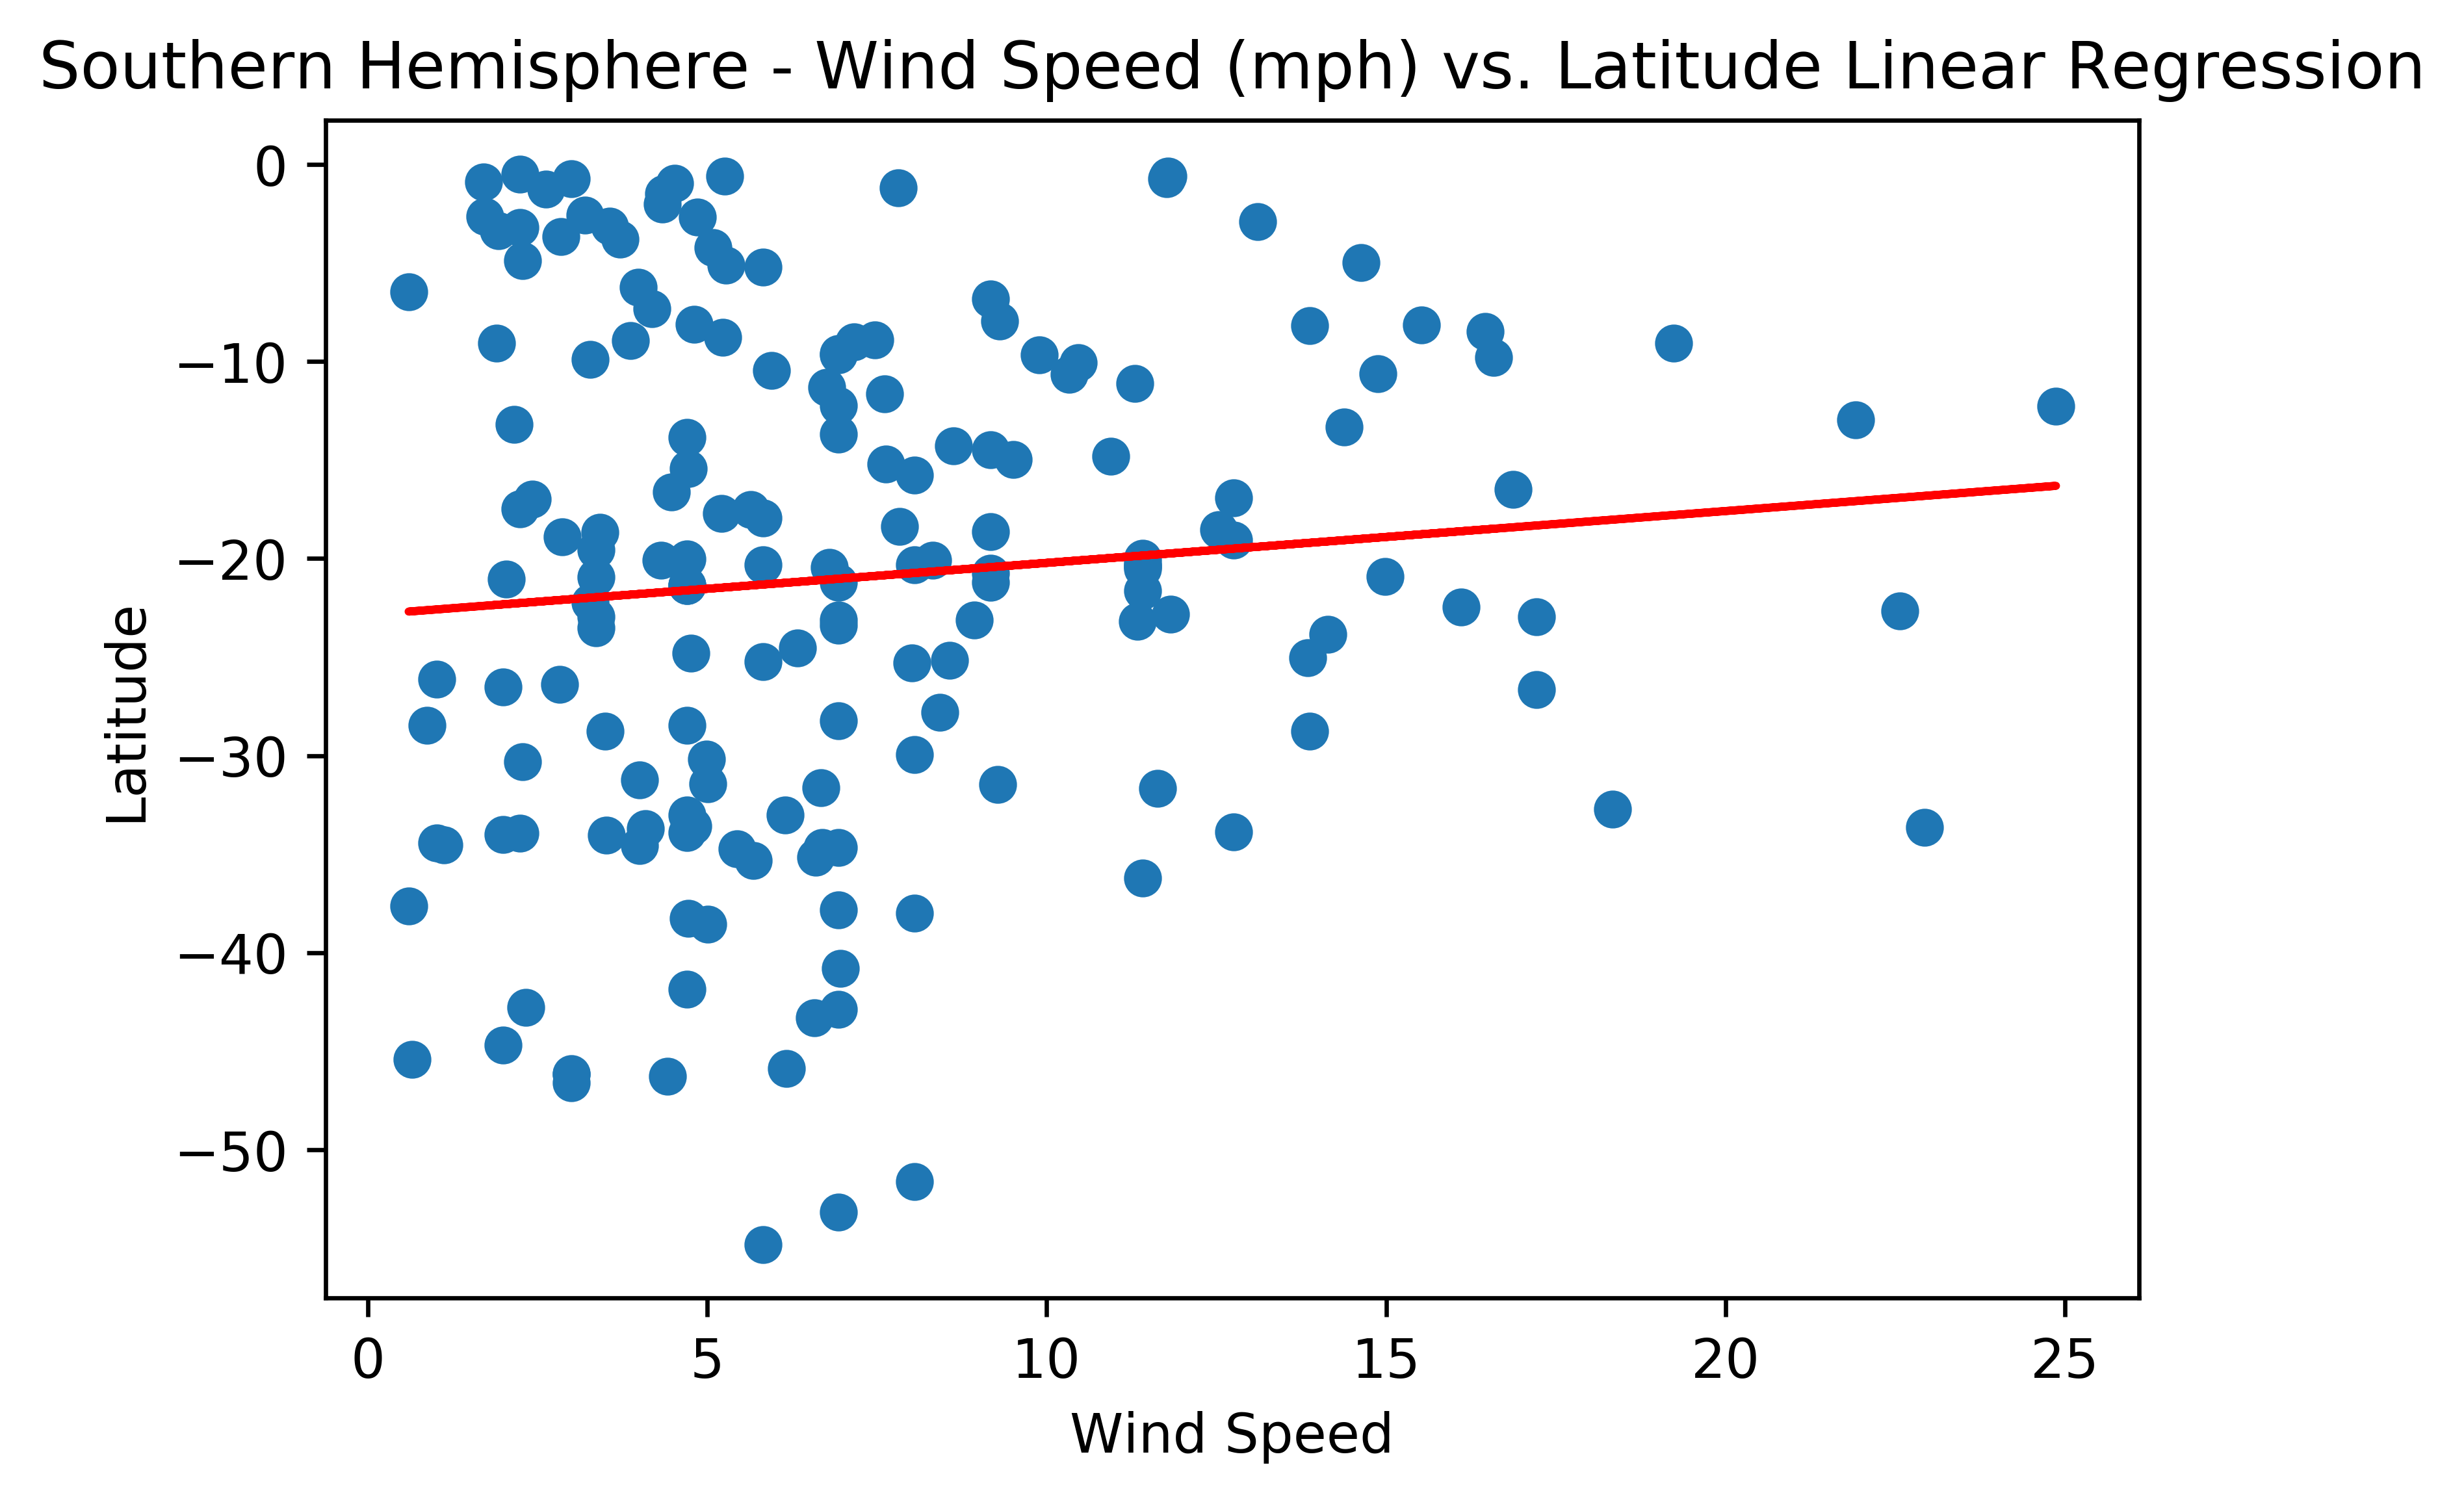 Southern Hemisphere - Wind Speed (mph) vs. Latitude Linear Regression
0
−10
−20
−30
−40
−50
Latitude
0 5 10 15 20 25
Wind Speed